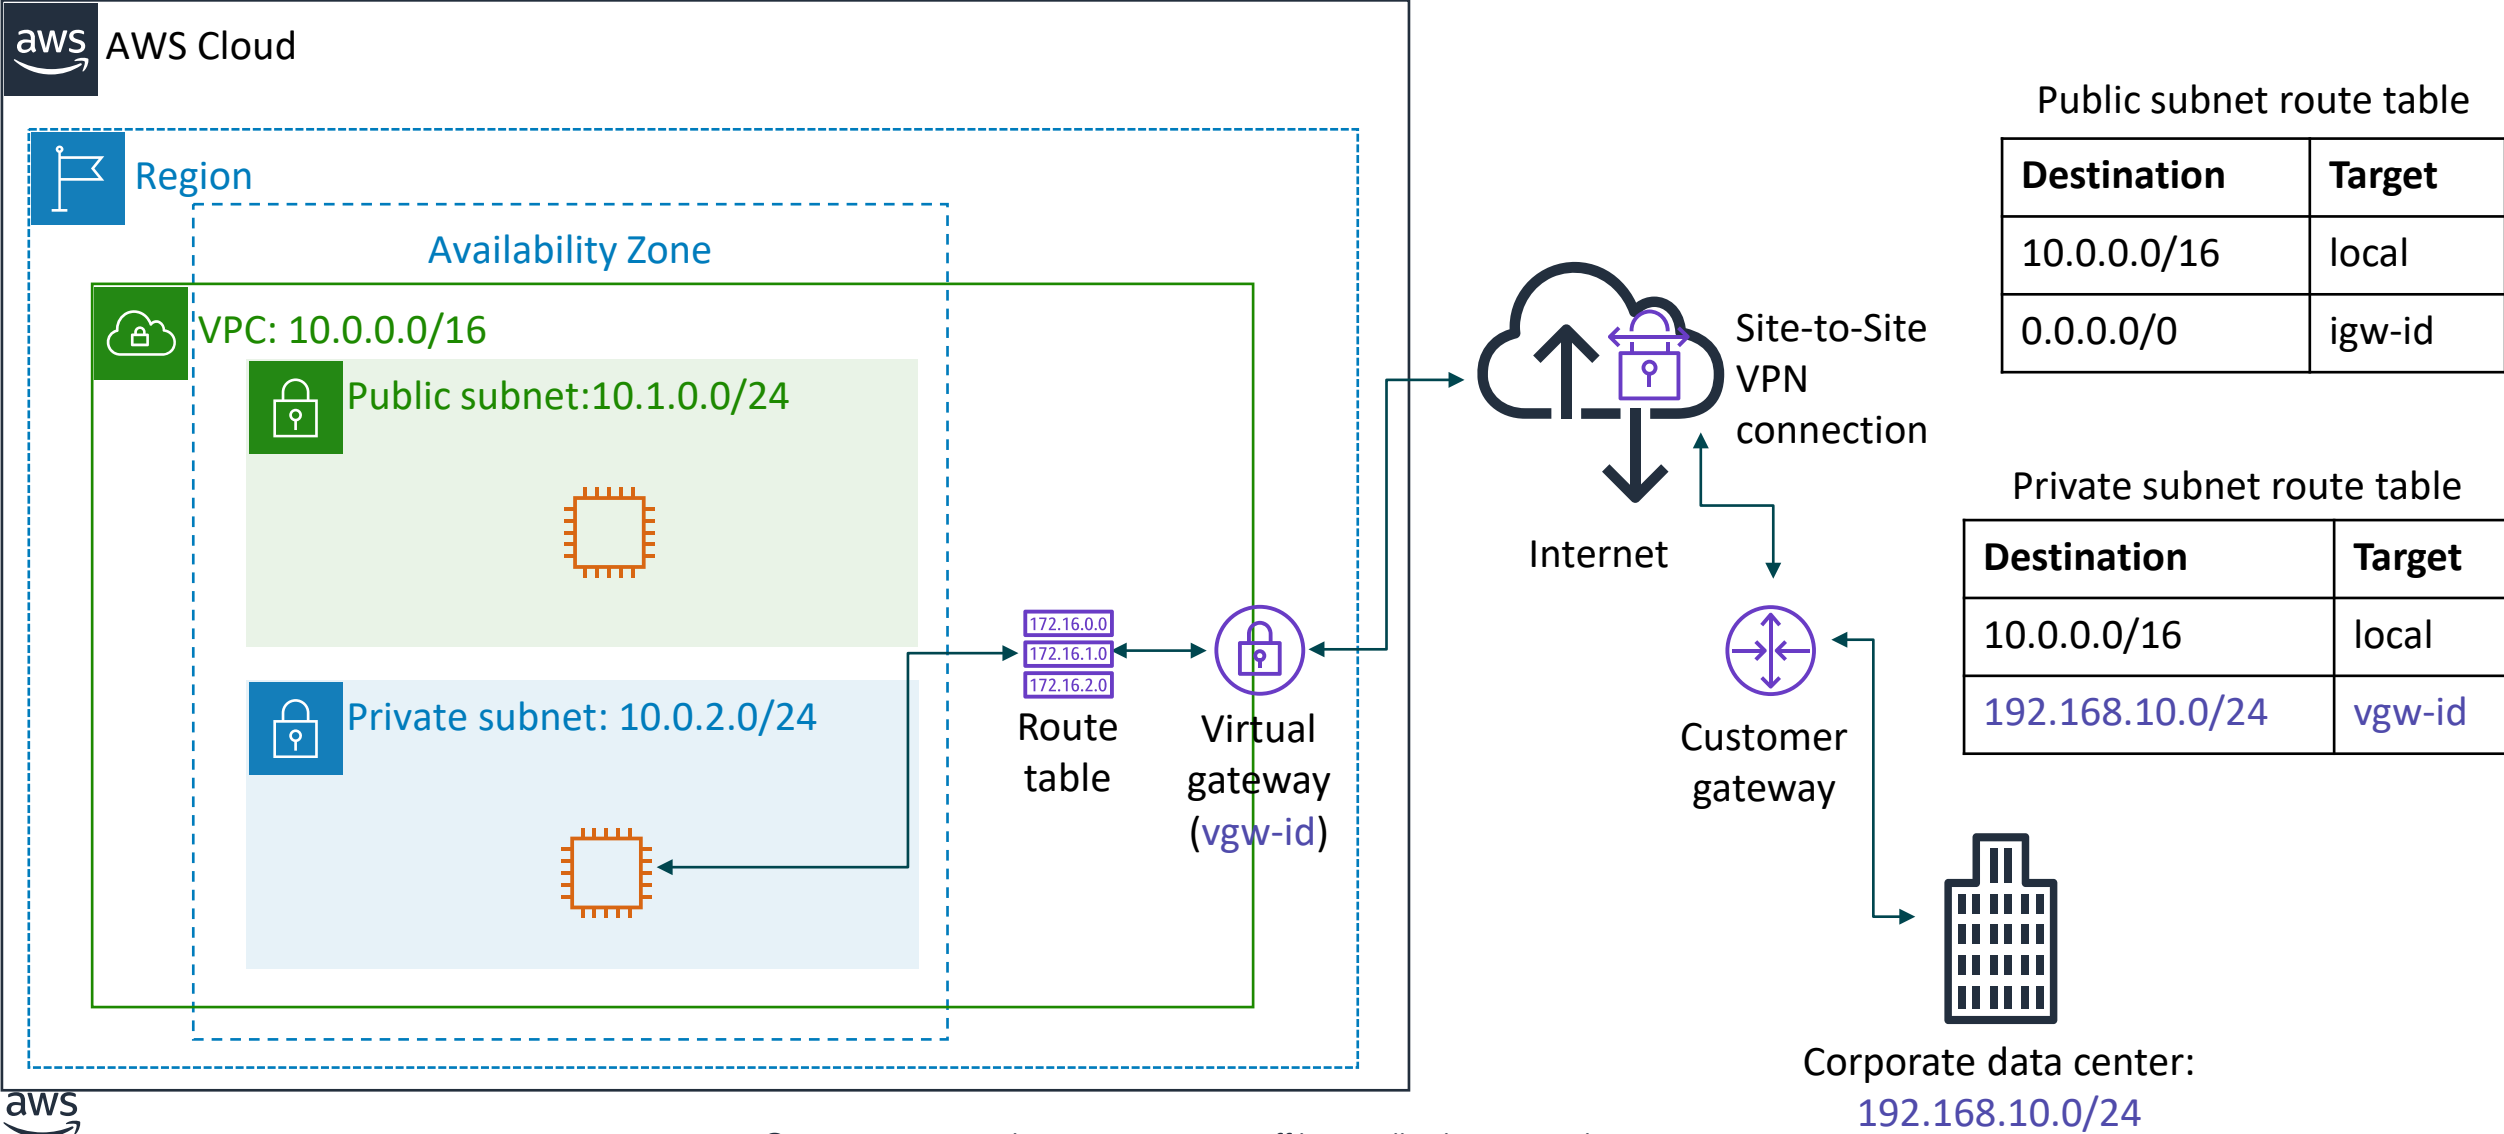 aws
AWS Cloud
Region
Availability Zone
VPC: 10.0.0.0/16
Public subnet:10.1.0.0/24
Private subnet: 10.0.2.0/24
172.16.0.0
172.16.1.0
172.16.2.0
Route
table
Virtual
gateway
(vgw-id)
Site-to-Site
VPN
connection
Internet
Customer
gateway
Corporate data center:
192.168.10.0/24
Public subnet route table
Destination Target
10.0.0.0/16 local
0.0.0.0/0 igw-id
Private subnet route table
Destination Target
10.0.0.0/16 local
192.168.10.0/24 vgw-id
aws